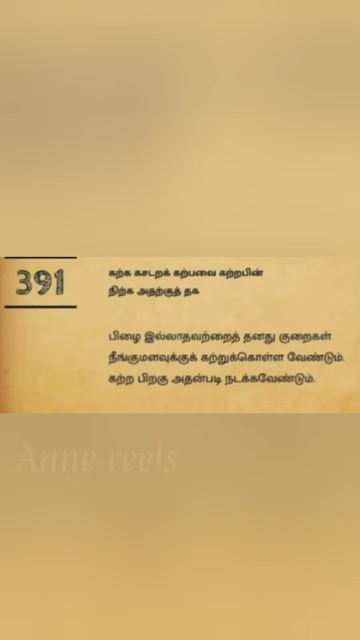 391
கற்க கசடறக் கற்பவை கற்றபின்
நிற்க அதற்குத் தக
பிழை இல்லாதவற்றைத் தனது குறைகள்
நீங்குமளவுக்குக் கற்றுக்கொள்ள வேண்டும்.
கற்ற பிறகு அதன்படி நடக்கவேண்டும்.
Anne reels